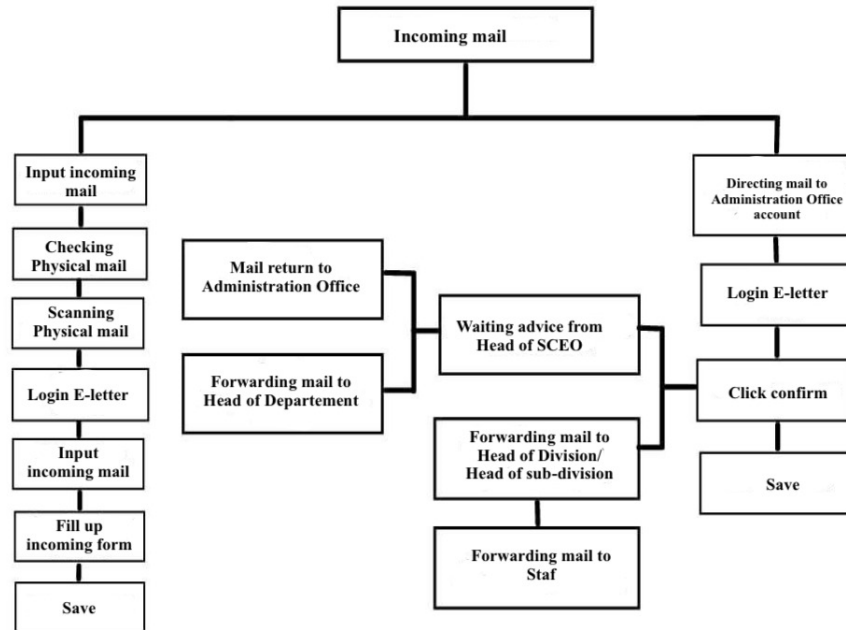 Incoming mail
Input incoming
mail
Checking
Physical mail
Scanning
Physical mail
Login E-letter
Input
incoming mail
Fill up
incoming form
Save
Mail return to
Administration Office
Forwarding mail to
Head of Departement
Waiting advice from
Head of SCEO
Forwarding mail to
Head of Division/
Head of sub-division
Forwarding mail to
Staf
Directing mail to
Administration Office
account
Login E-letter
Click confirm
Save